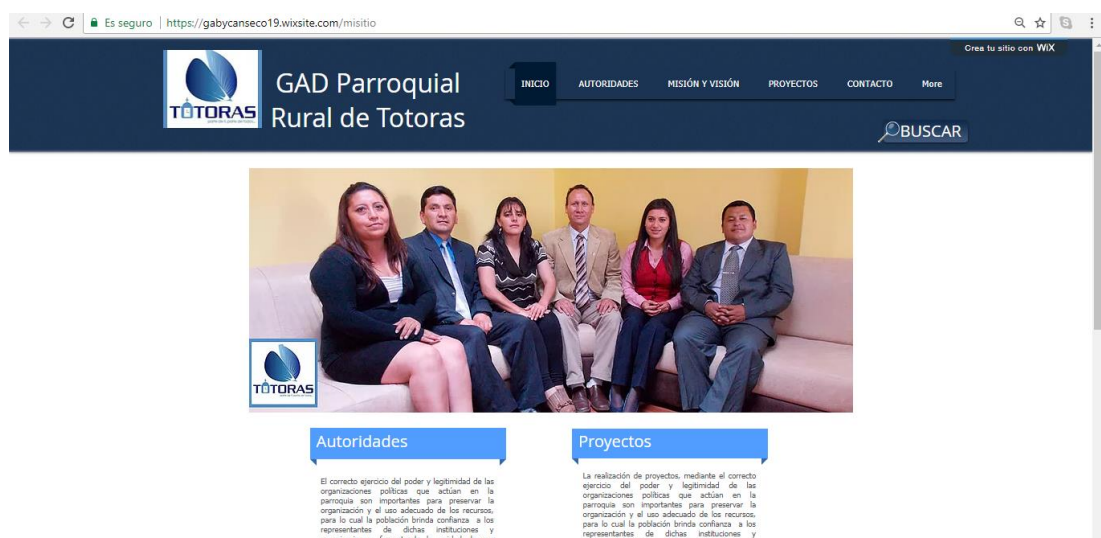 Es seguro
https://gabycanseco19.wixsite.com/misitio
Crea tu sitio con WiX
TOTORAS
GAD Parroquial
Rural de Totoras
INICIO
AUTORIDADES
MISIÓN Y VISIÓN
PROYECTOS
CONTACTO
More
BUSCAR
TOTORAS
Autoridades
El correcto ejercicio del poder y legitimidad de las
organizaciones políticas que actúan en la
parroquia son importantes para preservar la
organización y el uso adecuado de los recursos,
para lo cual la población brinda confianza a los
representantes de dichas instituciones y
Proyectos
La realización de proyectos, mediante el correcto
ejercicio del poder y legitimidad de las
organizaciones políticas que actúan en la
parroquia son importantes para preservar la
organización y el uso adecuado de los recursos,
para lo cual la población brinda confianza a los
representantes de dichas instituciones y